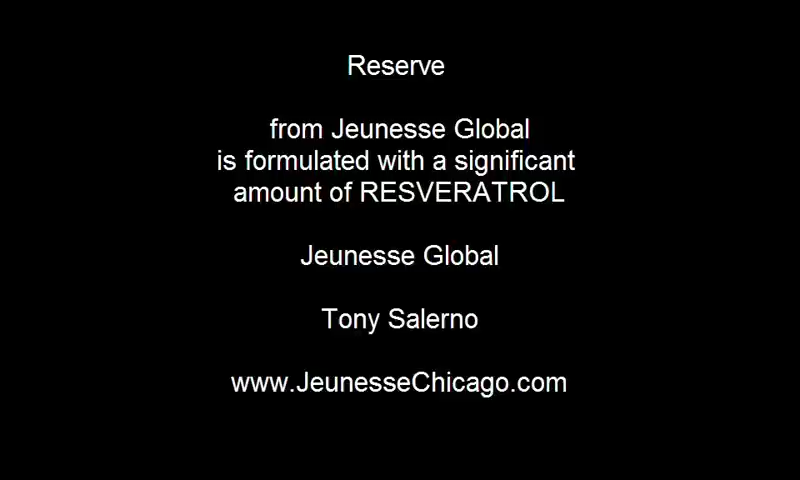 Reserve
from Jeunesse Global
is formulated with a significant
amount of RESVERATROL
Jeunesse Global
Tony Salerno
www.JeunesseChicago.com